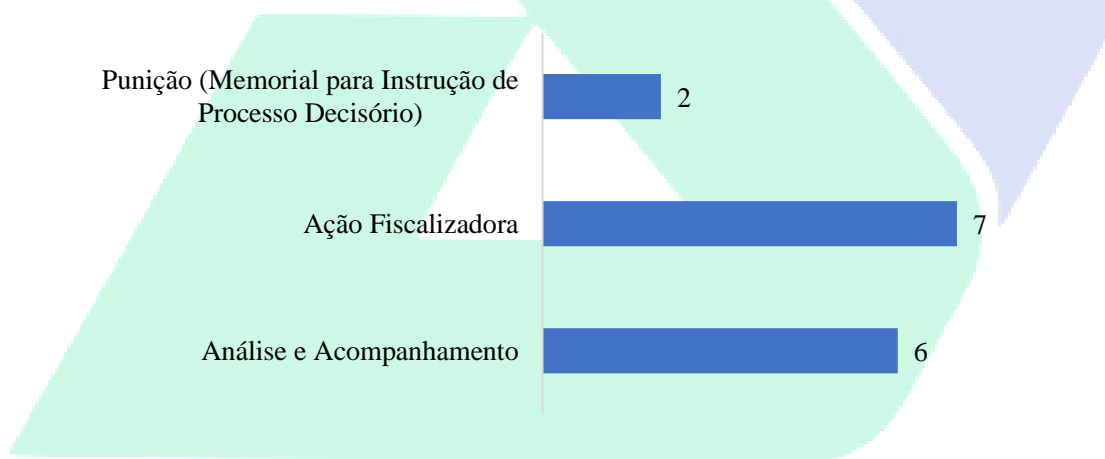 Punição (Memorial para Instrução de
Processo Decisório)
2
Ação Fiscalizadora
7
Análise e Acompanhamento
6